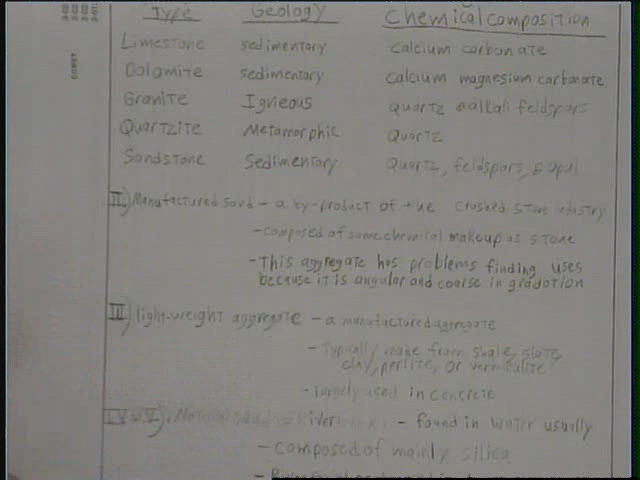 Type Geology Chemical composition
Limestone sedimentary calcium carbonate
Dolomite sedimentary calcium magnesium carbonate
Granite Igneous quartz & alkali feldspars
Quartzite Metamorphic Quartz
Sandstone Sedimentary Quartz, feldspars, & opal
II.) Manufactured sand - a by-product of the crushed stone industry
- composed of same chemical makeup as stone
- This aggregate has problems finding uses
because it is angular and coarse in gradation
III.) light-weight aggregate - a manufactured aggregate
- Typically made from shale, slate,
clay, perlite, or vermiculite
- largely used in concrete
IV & V). River - found in water usually
- composed of mainly silica